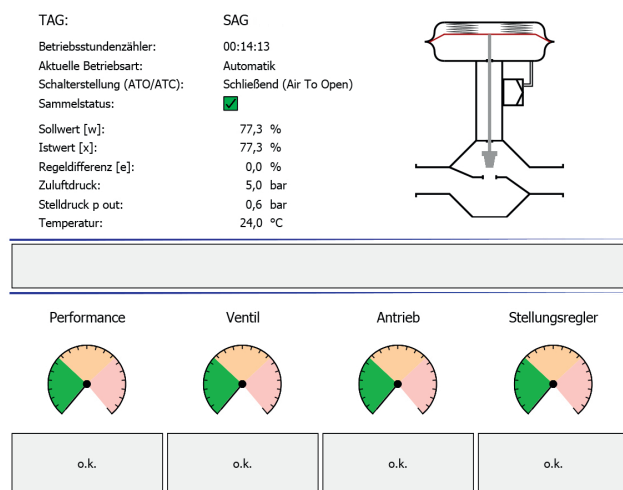 TAG: SAG
Betriebsstundenzähler: 00:14:13
Aktuelle Betriebsart: Automatik
Schalterstellung (ATO/ATC): Schließend (Air To Open)
Sammelstatus:
Sollwert [w]: 77,3 %
Istwert [x]: 77,3 %
Regeldifferenz [e]: 0,0 %
Zuluftdruck: 5,0 bar
Stelldruck p out: 0,6 bar
Temperatur: 24,0 °C
Performance Ventil Antrieb Stellungsregler
o.k. o.k. o.k. o.k.